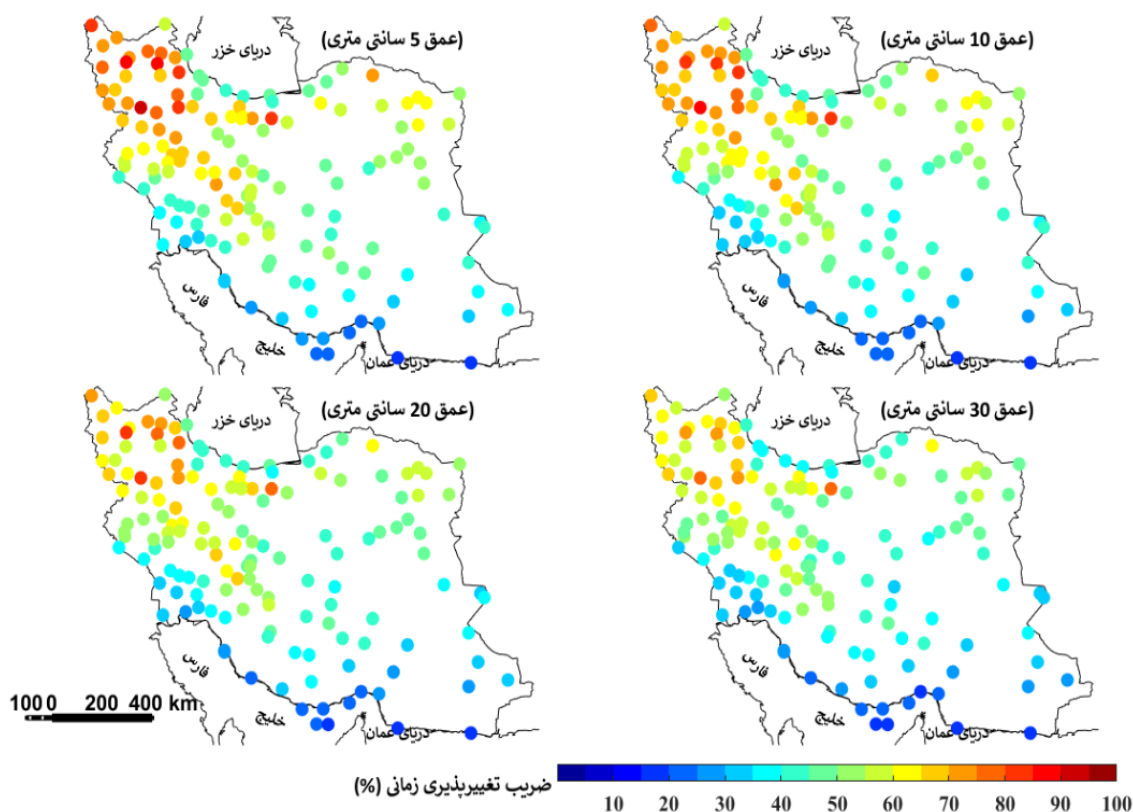 دریای خزر
(عمق 5 سانتی متری)
خلیج
فارس
دریای عمان
دریای خزر
(عمق 10 سانتی متری)
خلیج
فارس
دریای عمان
دریای خزر
(عمق 20 سانتی متری)
خلیج
فارس
دریای عمان
دریای خزر
(عمق 30 سانتی متری)
خلیج
فارس
دریای عمان
100 0 200 400 km
ضریب تغییرپذیری زمانی (%)
10 20 30 40 50 60 70 80 90 100